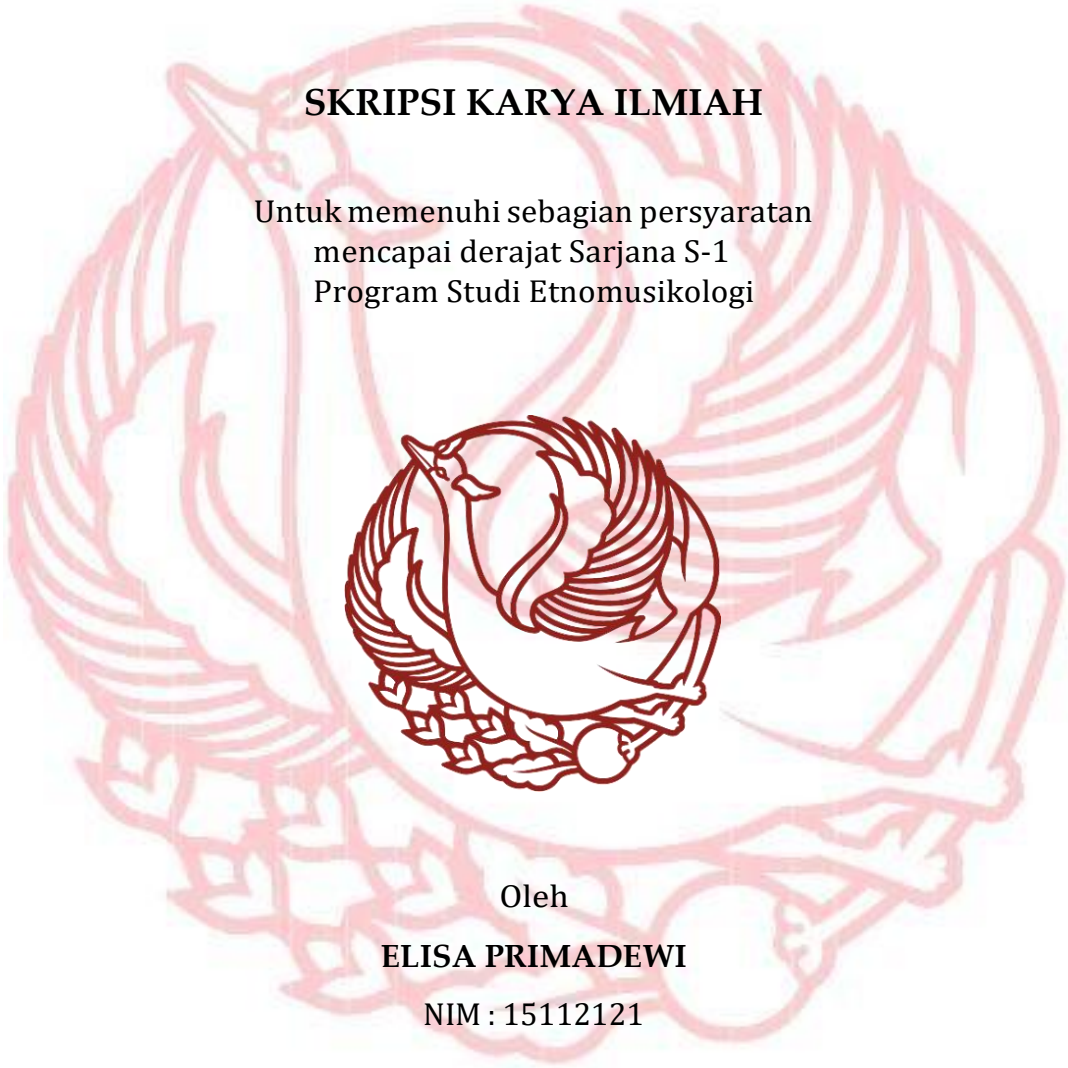 SKRIPSI KARYA ILMIAH
Untuk memenuhi sebagian persyaratan
mencapai derajat Sarjana S-1
Program Studi Etnomusikologi
Oleh
ELISA PRIMADEWI
NIM : 15112121